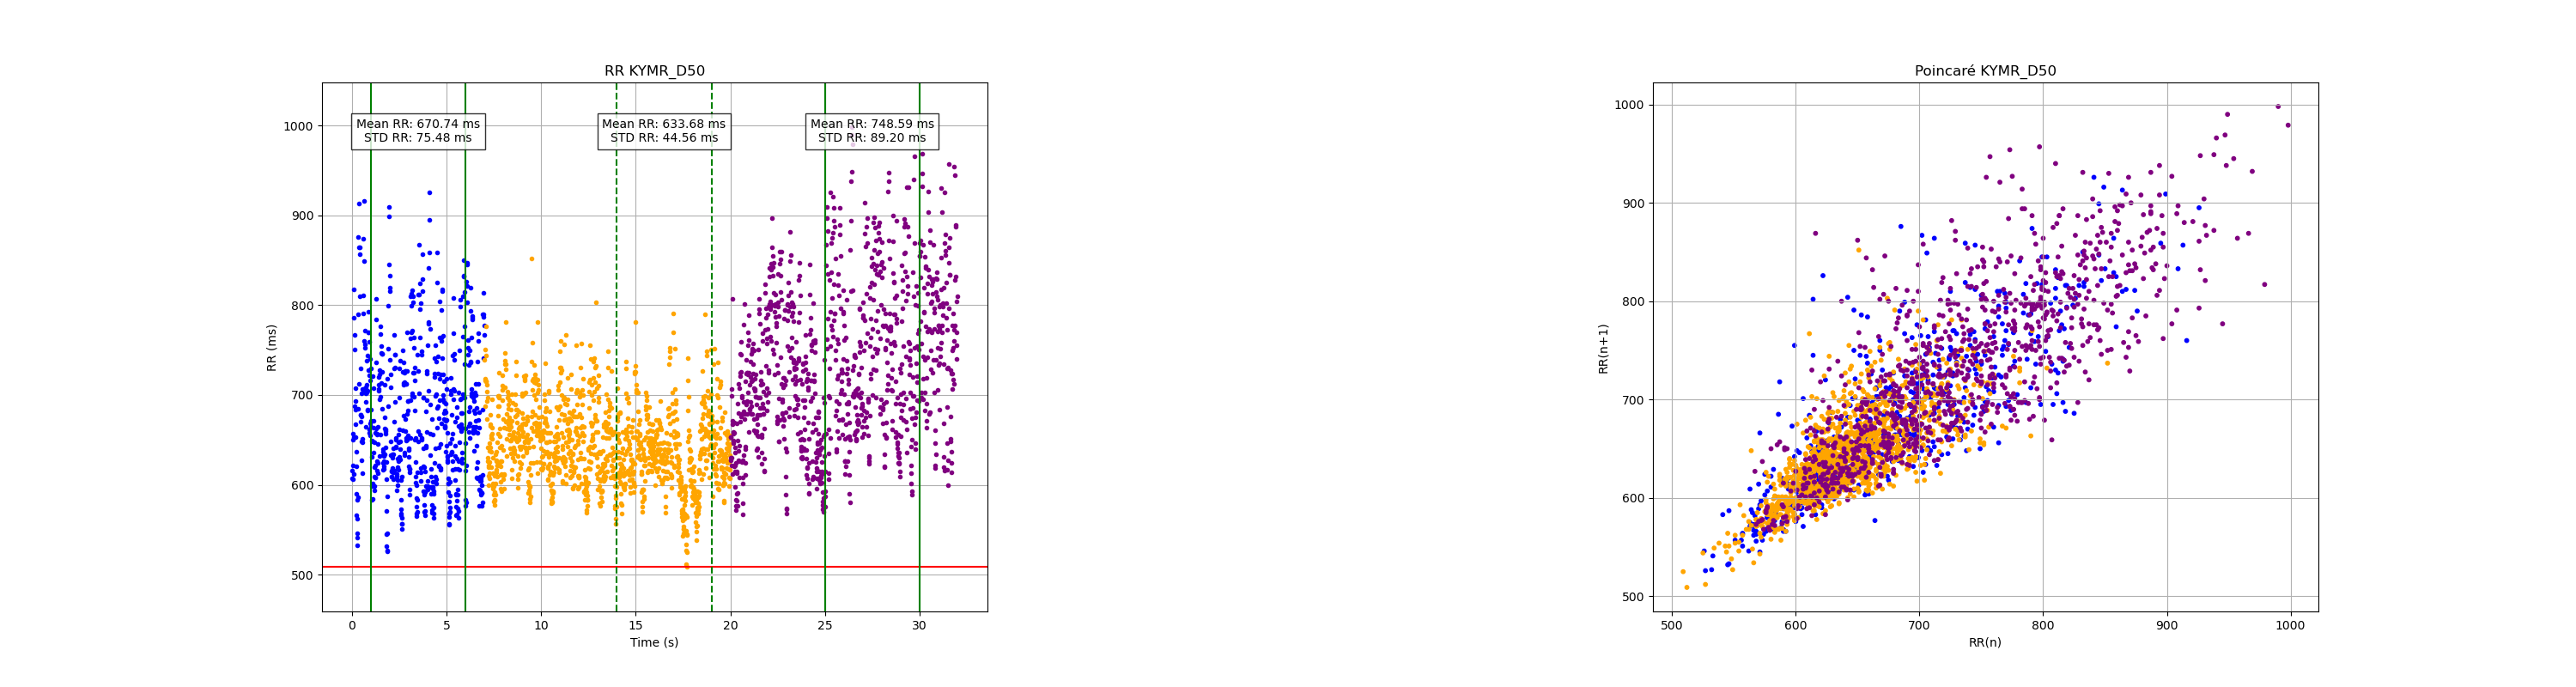 RR KYMR_D50
Mean RR: 670.74 ms
STD RR: 75.48 ms
Mean RR: 633.68 ms
STD RR: 44.56 ms
Mean RR: 748.59 ms
STD RR: 89.20 ms
RR (ms)
1000
900
800
700
600
500
0 5 10 15 20 25 30
Time (s)
Poincaré KYMR_D50
RR(n+1)
1000
900
800
700
600
500
500 600 700 800 900 1000
RR(n)